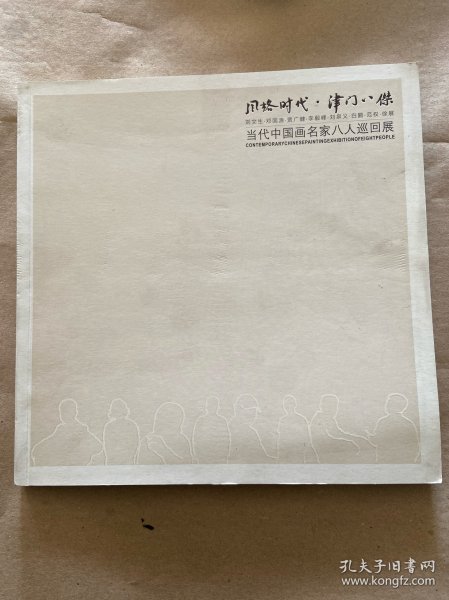 风格时代·津门八傑
当代中国画名家八人巡回展
CONTEMPORARYCHINESEPAINTINGEXHIBITIONOFEIGHTPEOPLE
孔夫子旧书网
www.kongfz.com